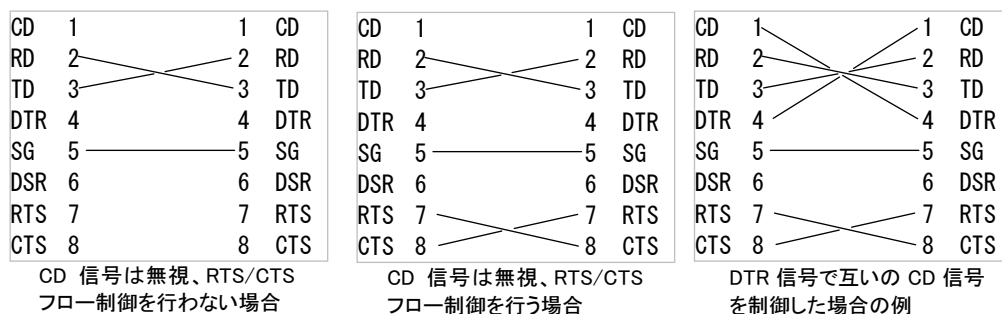 CD 1 1 CD
RD 2 2 RD
TD 3 3 TD
DTR 4 4 DTR
SG 5 5 SG
DSR 6 6 DSR
RTS 7 7 RTS
CTS 8 8 CTS
CD 信号は無視、RTS/CTS
フロー制御を行わない場合
CD 1 1 CD
RD 2 2 RD
TD 3 3 TD
DTR 4 4 DTR
SG 5 5 SG
DSR 6 6 DSR
RTS 7 7 RTS
CTS 8 8 CTS
CD 信号は無視、RTS/CTS
フロー制御を行う場合
CD 1 1 CD
RD 2 2 RD
TD 3 3 TD
DTR 4 4 DTR
SG 5 5 SG
DSR 6 6 DSR
RTS 7 7 RTS
CTS 8 8 CTS
DTR 信号で互いの CD 信号
を制御した場合の例